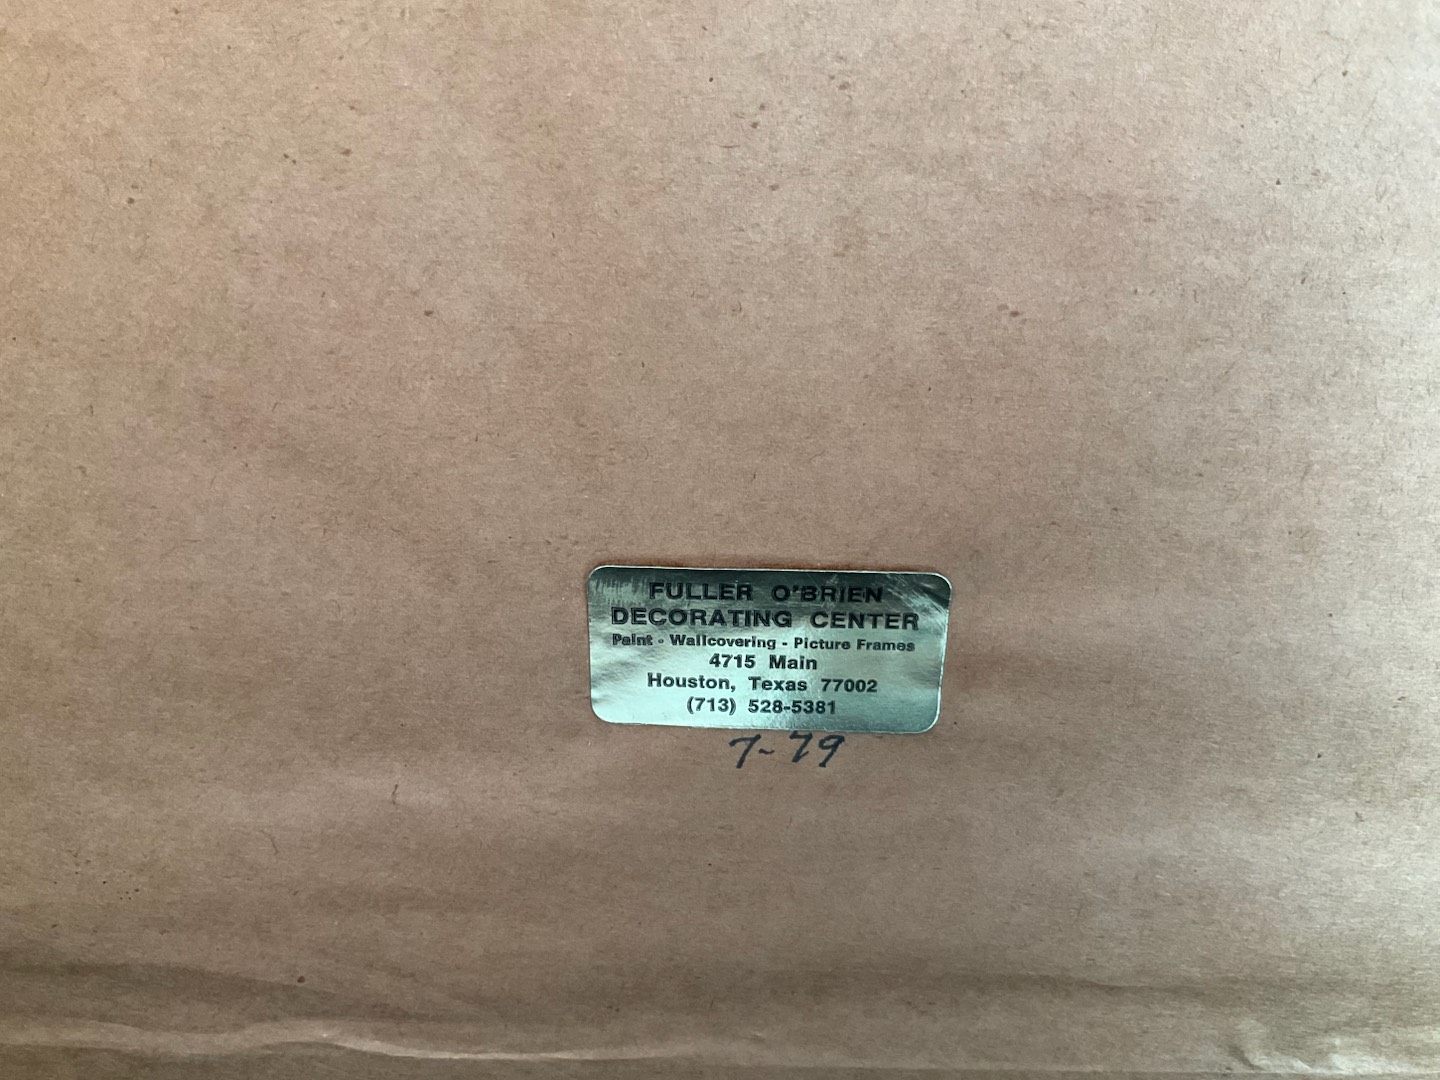 FULLER O'BRIEN
DECORATING CENTER
Paint - Wallcovering - Picture Frames
4715 Main
Houston, Texas 77002
(713) 528-5381
7-79